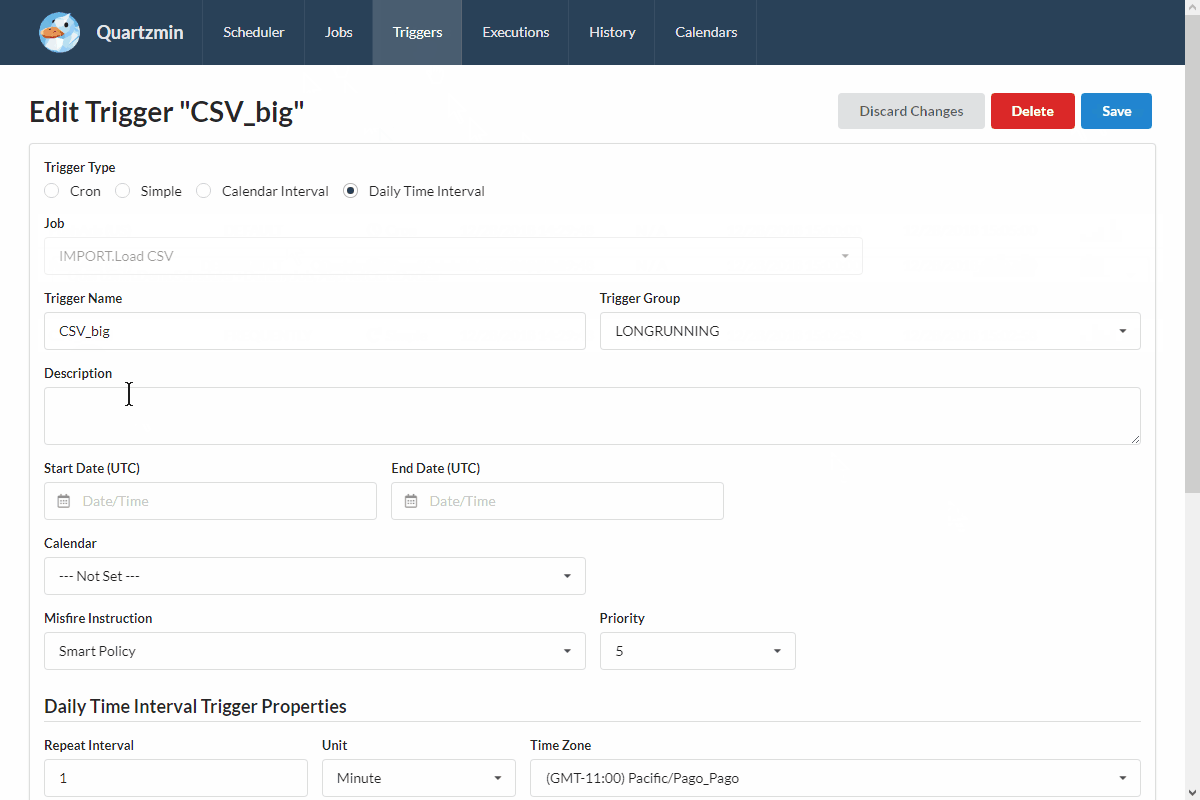 Quartzmin Scheduler Jobs Triggers Executions History Calendars
Edit Trigger "CSV_big" Discard Changes Delete Save
Trigger Type
Cron Simple Calendar Interval Daily Time Interval
Job
IMPORT.Load CSV
Trigger Name Trigger Group
CSV_big LONGRUNNING
Description
Start Date (UTC) End Date (UTC)
Date/Time Date/Time
Calendar
--- Not Set ---
Misfire Instruction Priority
Smart Policy 5
Daily Time Interval Trigger Properties
Repeat Interval Unit Time Zone
1 Minute (GMT-11:00) Pacific/Pago_Pago